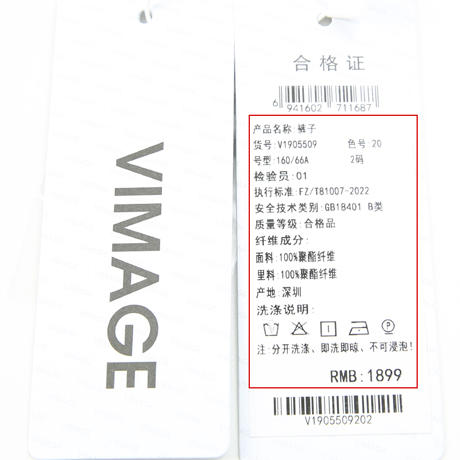 VIMAGE
合格证
6 941602 711687
产品名称:裤子
货号:V1905509 色号:20
号型:160/66A 2码
检验员:01
执行标准:FZ/T81007-2022
安全技术类别:GB18401 B类
质量等级:合格品
纤维成分:
面料:100%聚酯纤维
里料:100%聚酯纤维
产地:深圳
洗涤说明:
注:分开洗涤、即洗即晾、不可浸泡!
RMB:1899
V1905509202